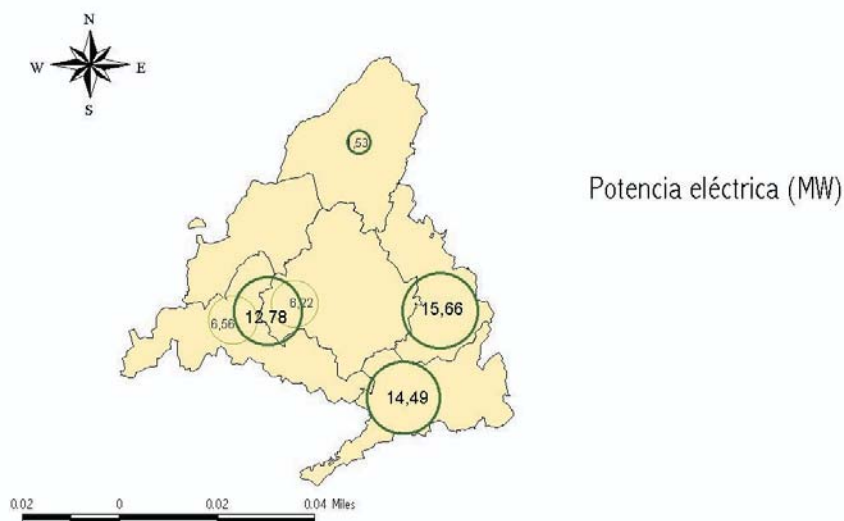 N
W E
S
,53
Potencia eléctrica (MW)
6,22
6,56
12,78
15,66
14,49
0.02 0 0.02 0.04 Miles